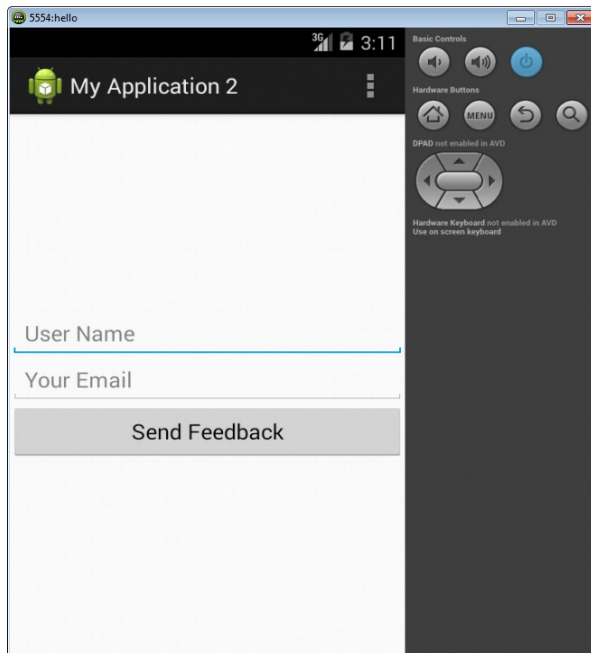 5554:hello
3G 3:11
My Application 2
User Name
Your Email
Send Feedback
Basic Controls
Hardware Buttons
MENU
DPAD not enabled in AVD
Hardware Keyboard not enabled in AVD
Use on screen keyboard